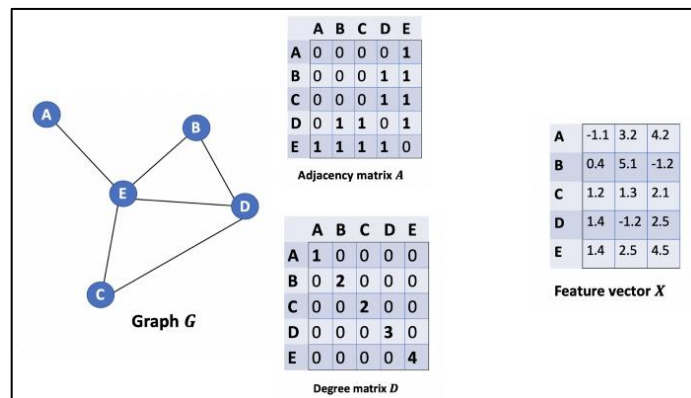 A
B
E
D
C
Graph G
A B C D E
A 0 0 0 0 1
B 0 0 0 1 1
C 0 0 0 1 1
D 0 1 1 0 1
E 1 1 1 1 0
Adjacency matrix A
A B C D E
A 1 0 0 0 0
B 0 2 0 0 0
C 0 0 2 0 0
D 0 0 0 3 0
E 0 0 0 0 4
Degree matrix D
A -1.1 3.2 4.2
B 0.4 5.1 -1.2
C 1.2 1.3 2.1
D 1.4 -1.2 2.5
E 1.4 2.5 4.5
Feature vector X